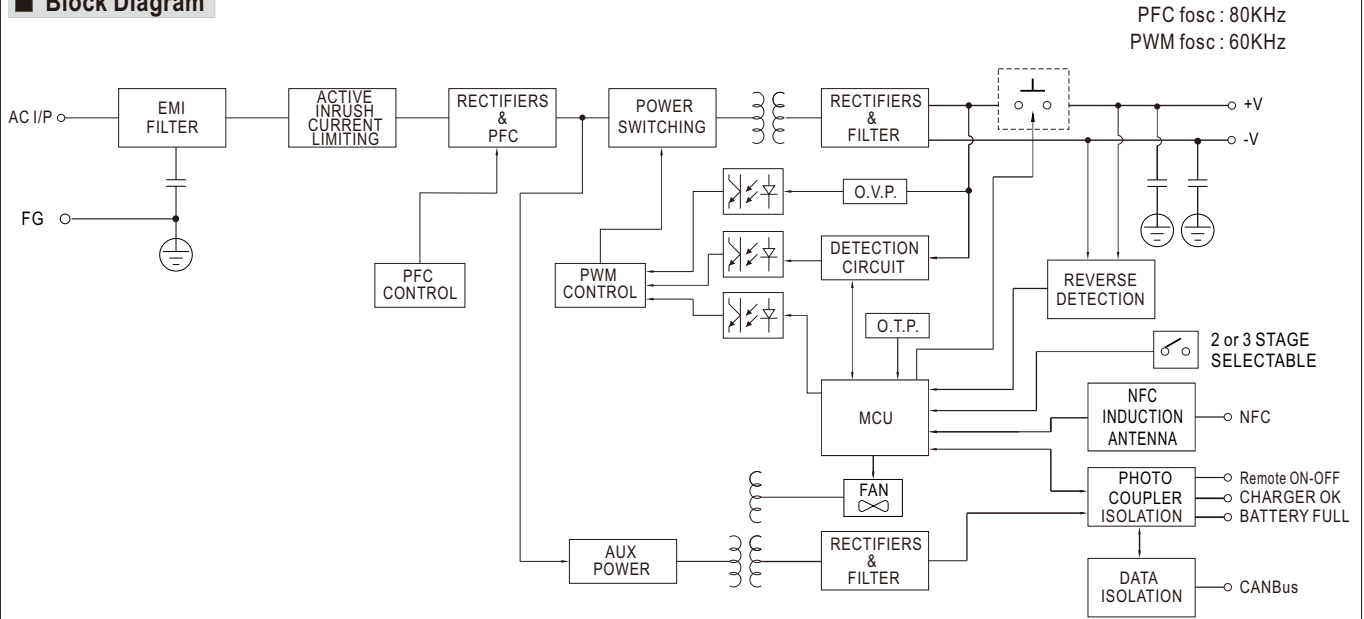 ■ Block Diagram
PFC fosc : 80KHz
PWM fosc : 60KHz
AC I/P
EMI
FILTER
ACTIVE
INRUSH
CURRENT
LIMITING
RECTIFIERS
&
PFC
POWER
SWITCHING
RECTIFIERS
&
FILTER
+V
-V
FG
O.V.P.
PFC
CONTROL
PWM
CONTROL
DETECTION
CIRCUIT
REVERSE
DETECTION
O.T.P.
2 or 3 STAGE
SELECTABLE
MCU
NFC
INDUCTION
ANTENNA
NFC
FAN
PHOTO
COUPLER
ISOLATION
Remote ON-OFF
CHARGER OK
BATTERY FULL
AUX
POWER
RECTIFIERS
&
FILTER
DATA
ISOLATION
CANBus